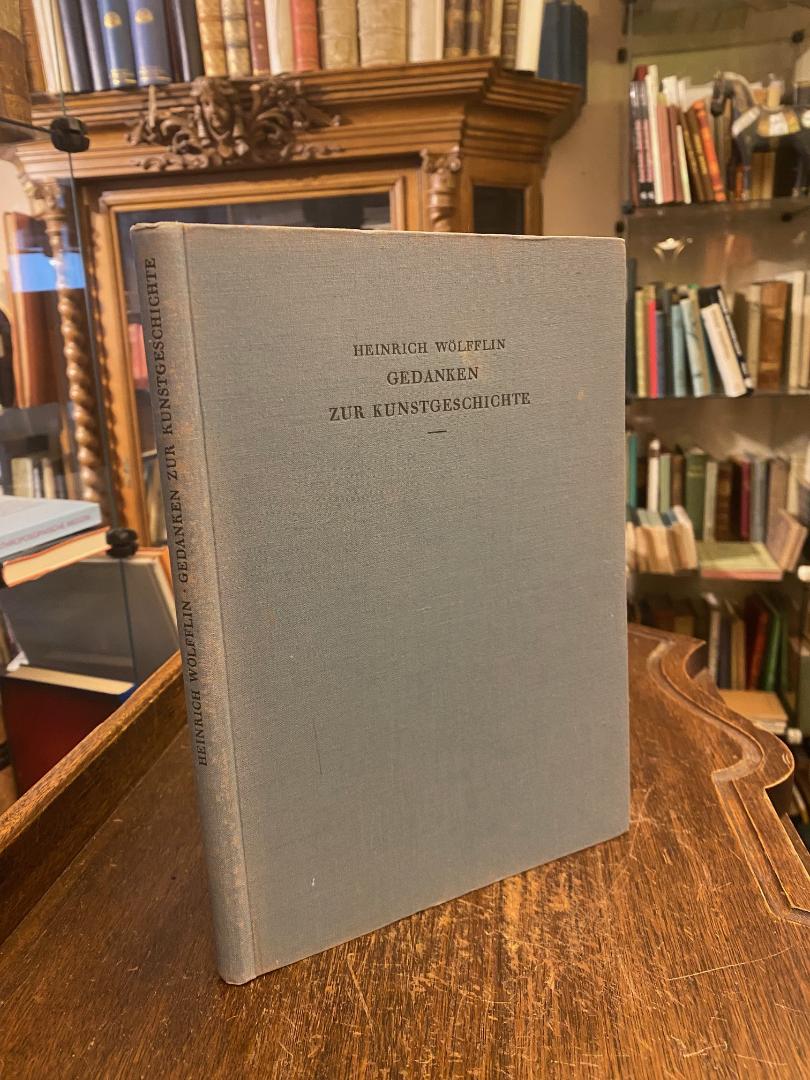 HEINRICH WÖLFFLIN
GEDANKEN
ZUR KUNSTGESCHICHTE
HEINRICH WÖLFFLIN · GEDANKEN ZUR KUNSTGESCHICHTE